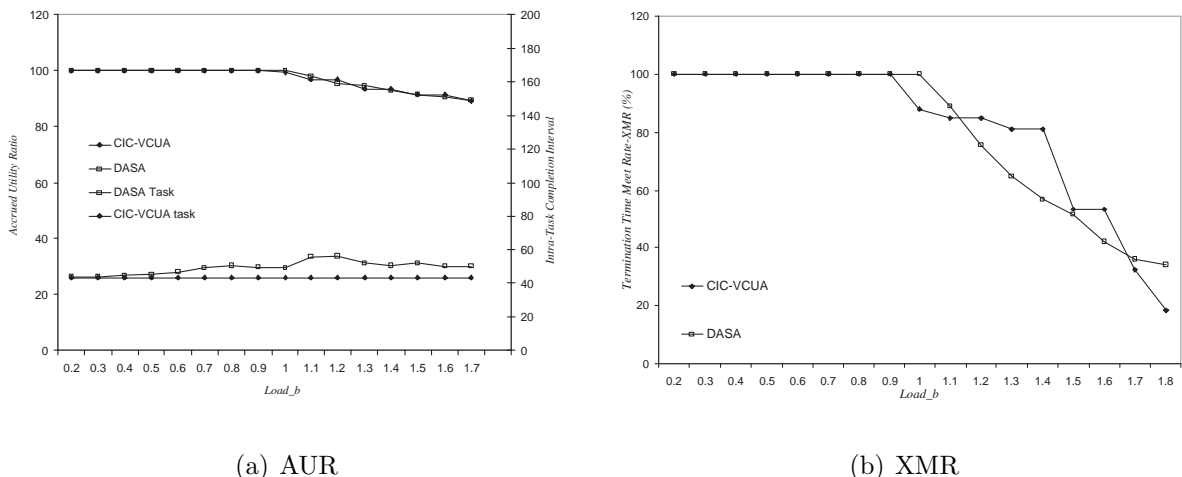 120
100
80
60
40
20
0
200
180
160
140
120
100
80
60
40
20
0
Accrued Utility Ratio
Intra-Task Completion Interval
CIC-VCUA
DASA
DASA Task
CIC-VCUA task
0.2 0.3 0.4 0.5 0.6 0.7 0.8 0.9 1 1.1 1.2 1.3 1.4 1.5 1.6 1.7
Load_b
(a) AUR
120
100
80
60
40
20
0
Termination Time Meet Rate-XMR (%)
CIC-VCUA
DASA
0.2 0.3 0.4 0.5 0.6 0.7 0.8 0.9 1 1.1 1.2 1.3 1.4 1.5 1.6 1.7 1.8
Load_b
(b) XMR